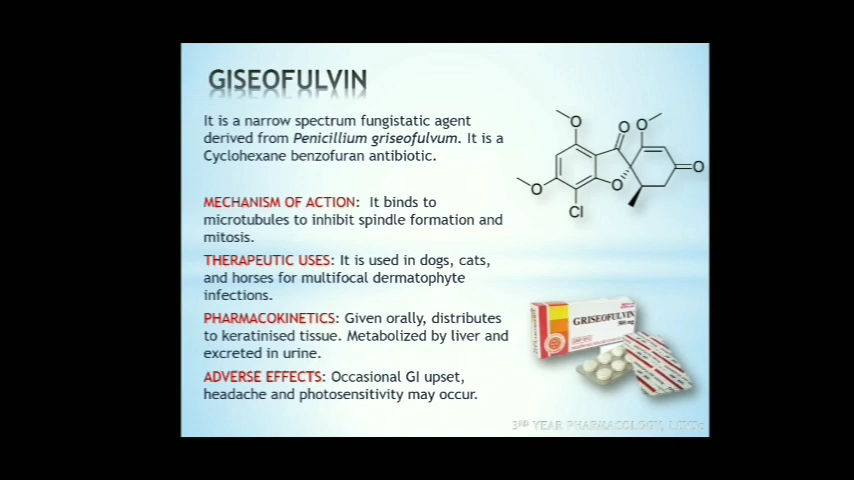 GISEOFULVIN
It is a narrow spectrum fungistatic agent
derived from Penicillium griseofulvum. It is a
Cyclohexane benzofuran antibiotic.
MECHANISM OF ACTION: It binds to
microtubules to inhibit spindle formation and
mitosis.
THERAPEUTIC USES: It is used in dogs, cats,
and horses for multifocal dermatophyte
infections.
PHARMACOKINETICS: Given orally, distributes
to keratinised tissue. Metabolized by liver and
excreted in urine.
ADVERSE EFFECTS: Occasional GI upset,
headache and photosensitivity may occur.
O
O
O
O
O
O
Cl
GRISEOFULVIN
500 mg
3RD YEAR PHARMACOLOGY,